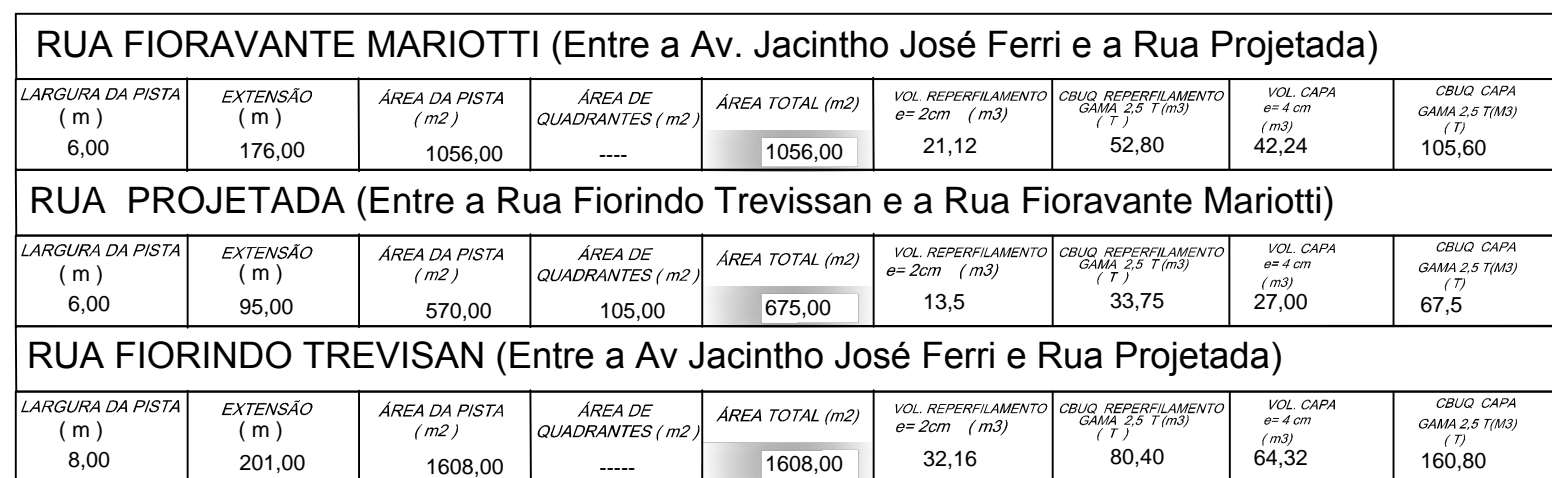 RUA FIORAVANTE MARIOTTI (Entre a Av. Jacintho José Ferri e a Rua Projetada)
LARGURA DA PISTA EXTENSÃO ÁREA DA PISTA ÁREA DE ÁREA TOTAL (m2) VOL. REPERFILAMENTO CBUQ REPERFILAMENTO VOL. CAPA CBUQ CAPA
( m ) ( m ) ( m2 ) QUADRANTES ( m2 ) e= 2cm ( m3) GAMA 2,5 T (m3) e= 4 cm GAMA 2,5 T(M3)
( T ) ( m3) ( T)
6,00 176,00 1056,00 ---- 1056,00 21,12 52,80 42,24 105,60
RUA PROJETADA (Entre a Rua Fiorindo Trevissan e a Rua Fioravante Mariotti)
LARGURA DA PISTA EXTENSÃO ÁREA DA PISTA ÁREA DE ÁREA TOTAL (m2) VOL. REPERFILAMENTO CBUQ REPERFILAMENTO VOL. CAPA CBUQ CAPA
( m ) ( m ) ( m2 ) QUADRANTES ( m2 ) e= 2cm ( m3) GAMA 2,5 T (m3) e= 4 cm GAMA 2,5 T(M3)
( T ) ( m3) ( T)
6,00 95,00 570,00 105,00 675,00 13,5 33,75 27,00 67,5
RUA FIORINDO TREVISAN (Entre a Av Jacintho José Ferri e Rua Projetada)
LARGURA DA PISTA EXTENSÃO ÁREA DA PISTA ÁREA DE ÁREA TOTAL (m2) VOL. REPERFILAMENTO CBUQ REPERFILAMENTO VOL. CAPA CBUQ CAPA
( m ) ( m ) ( m2 ) QUADRANTES ( m2 ) e= 2cm ( m3) GAMA 2,5 T (m3) e= 4 cm GAMA 2,5 T(M3)
( T ) ( m3) ( T)
8,00 201,00 1608,00 ----- 1608,00 32,16 80,40 64,32 160,80